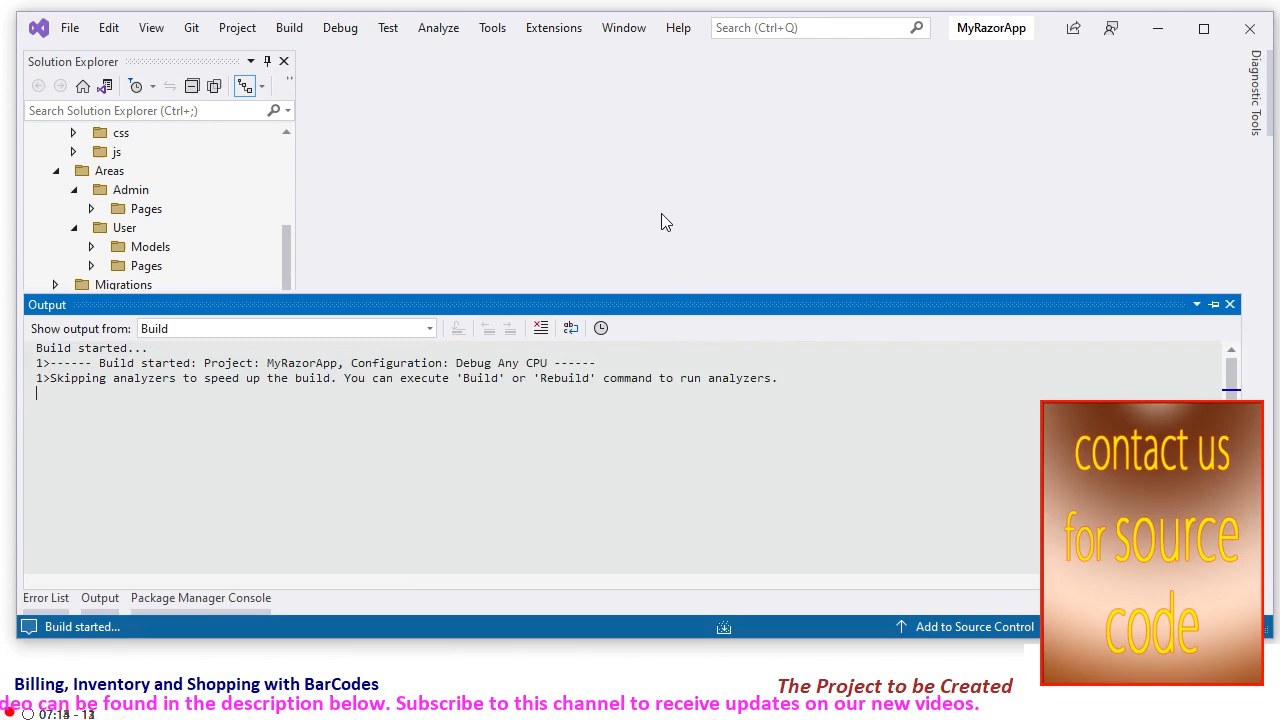 File Edit View Git Project Build Debug Test Analyze Tools Extensions Window Help Search (Ctrl+Q) MyRazorApp
Solution Explorer
Diagnostic Tools
Search Solution Explorer (Ctrl+;)
css
js
Areas
Admin
Pages
User
Models
Pages
Migrations
Output
Show output from: Build
Build started...
1>------ Build started: Project: MyRazorApp, Configuration: Debug Any CPU ------
1>Skipping analyzers to speed up the build. You can execute 'Build' or 'Rebuild' command to run analyzers.
contact us
for source
code
Error List Output Package Manager Console
Build started... Add to Source Control
Billing, Inventory and Shopping with BarCodes
The Project to be Created
can be found in the description below. Subscribe to this channel to receive updates on our new videos.